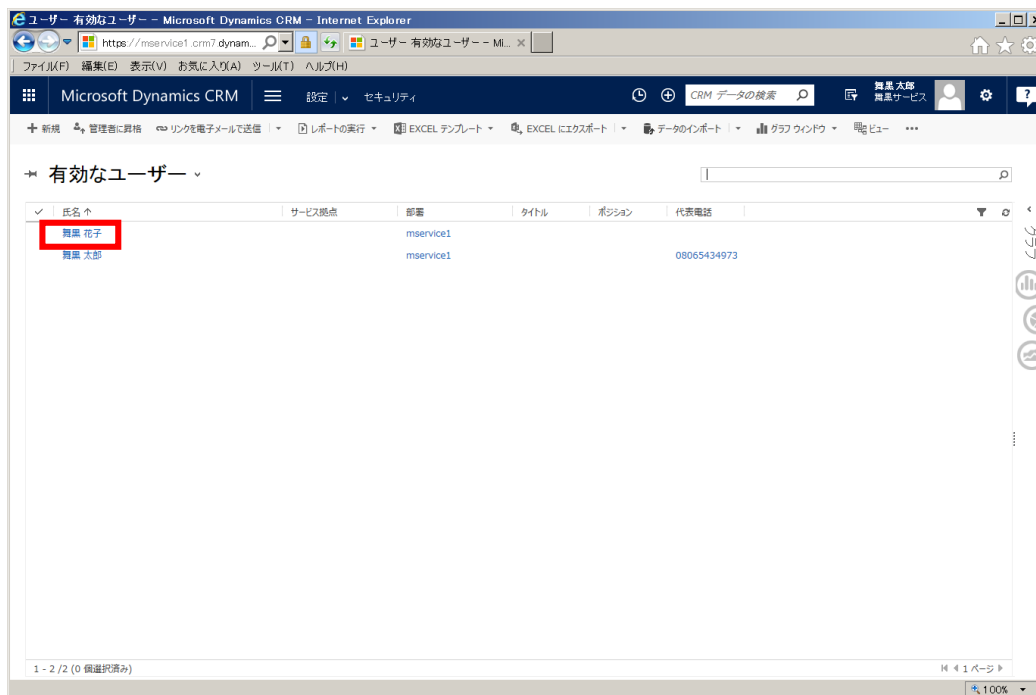 ユーザー 有効なユーザー - Microsoft Dynamics CRM - Internet Explorer
https://mservice1.crm7.dynam... ユーザー 有効なユーザー - Mi...
ファイル(F) 編集(E) 表示(V) お気に入り(A) ツール(T) ヘルプ(H)
Microsoft Dynamics CRM 設定 セキュリティ CRM データの検索 舞黒 太郎
舞黒サービス ?
新規 管理者に昇格 リンクを電子メールで送信 レポートの実行 EXCEL テンプレート EXCEL にエクスポート データのインポート グラフ ウィンドウ ビュー ...
有効なユーザー
氏名 サービス拠点 部署 タイトル ポジション 代表電話
舞黒 花子 mservice1
舞黒 太郎 mservice1 08065434973
グラフ
1 - 2 /2 (0 個選択済み) 1 ページ
100%